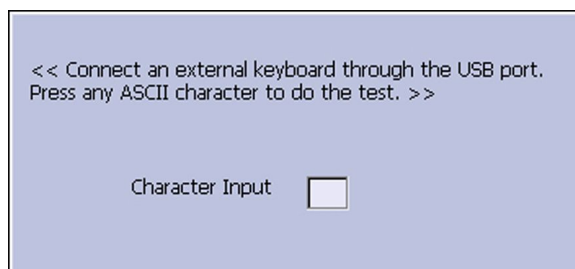 << Connect an external keyboard through the USB port.
Press any ASCII character to do the test. >>
Character Input